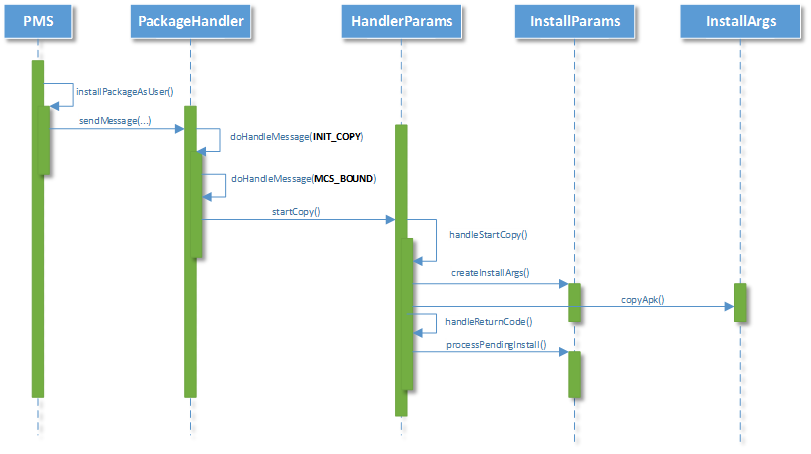 PMS
PackageHandler
HandlerParams
InstallParams
InstallArgs
installPackageAsUser()
sendMessage(...)
doHandleMessage(INIT_COPY)
doHandleMessage(MCS_BOUND)
startCopy()
handleStartCopy()
createInstallArgs()
copyApk()
handleReturnCode()
processPendingInstall()